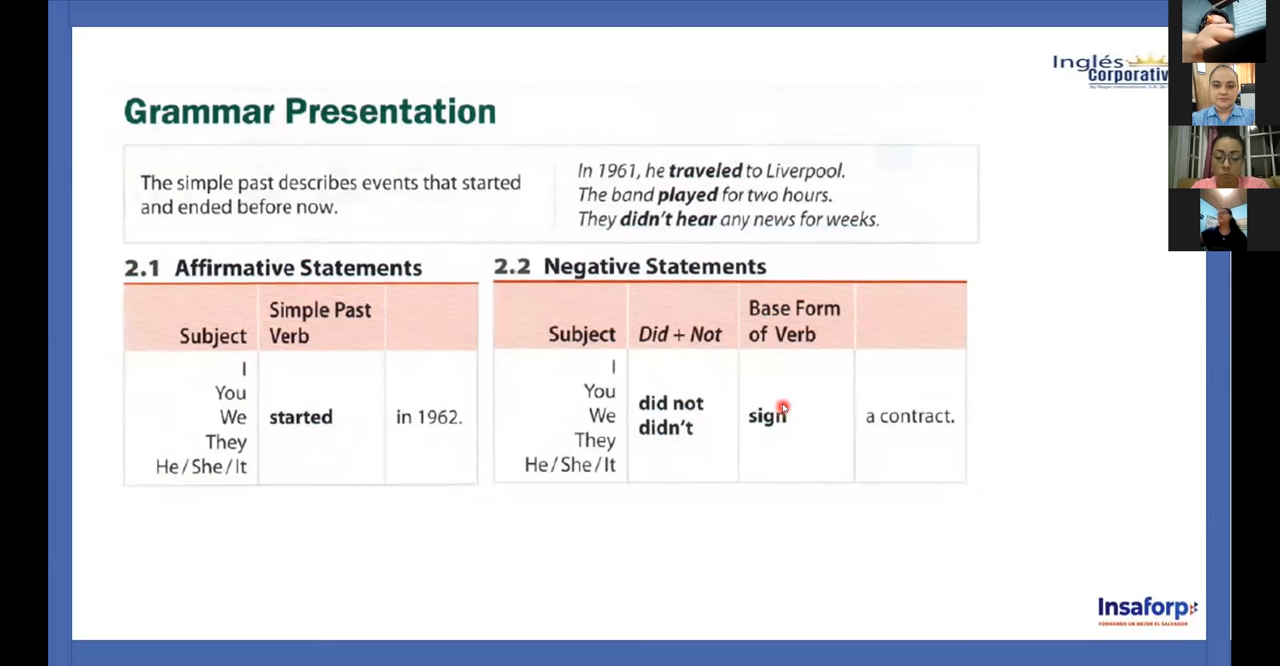 Inglés
Corporativ
Grammar Presentation
The simple past describes events that started
and ended before now.
In 1961, he traveled to Liverpool.
The band played for two hours.
They didn't hear any news for weeks.
2.1 Affirmative Statements
Simple Past
Subject Verb
I
You
We
They
He/She/It
started
in 1962.
2.2 Negative Statements
Base Form
Subject Did + Not of Verb
I
You
We
They
He/She/It
did not
didn't
sign
a contract.
Insaforp
FORMANDO UN MEJOR EL SALVADOR